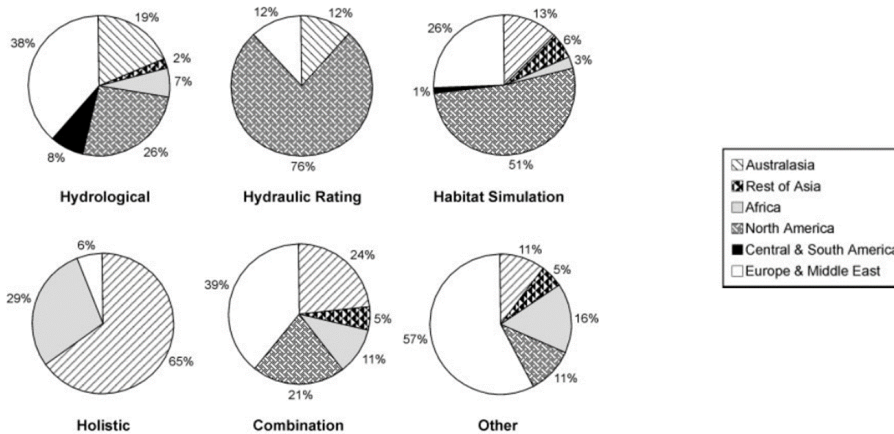 19%
2%
7%
26%
8%
38%
Hydrological
12%
12%
76%
Hydraulic Rating
13%
6%
3%
51%
1%
26%
Habitat Simulation
Australasia
Rest of Asia
Africa
North America
Central & South America
Europe & Middle East
6%
29%
65%
Holistic
24%
5%
11%
21%
39%
Combination
11%
5%
16%
11%
57%
Other